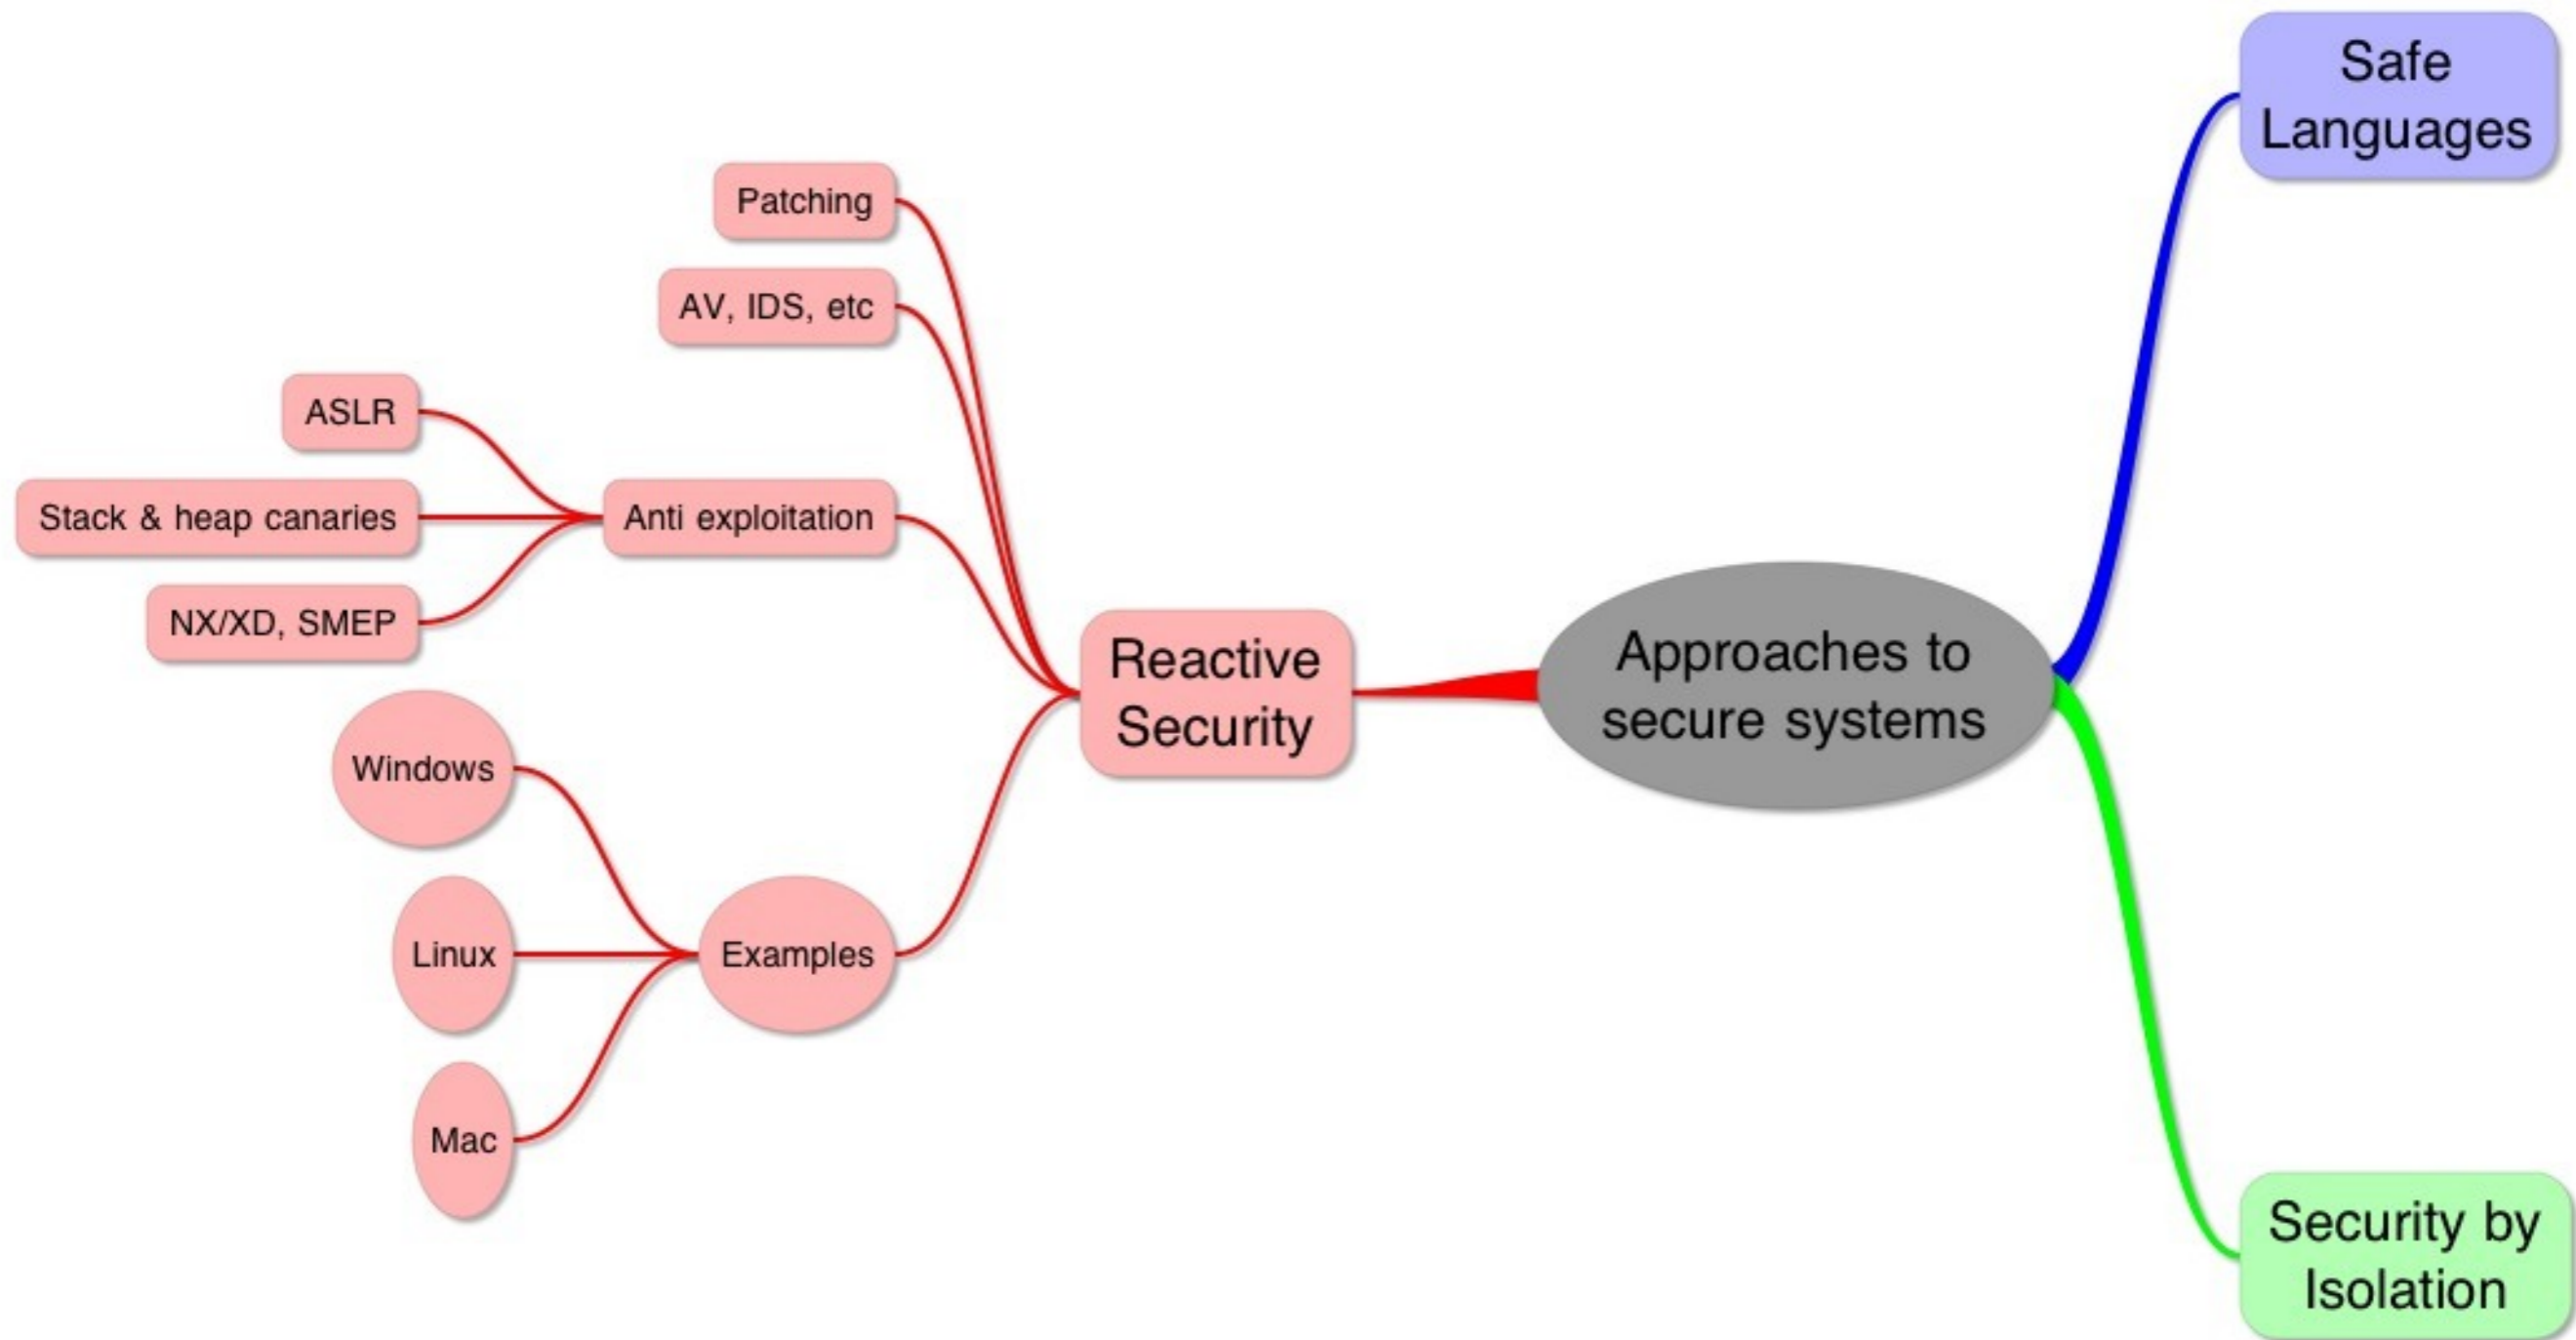 Safe
Languages
Patching
AV, IDS, etc
ASLR
Stack & heap canaries
Anti exploitation
NX/XD, SMEP
Reactive
Security
Approaches to
secure systems
Windows
Linux
Examples
Mac
Security by
Isolation